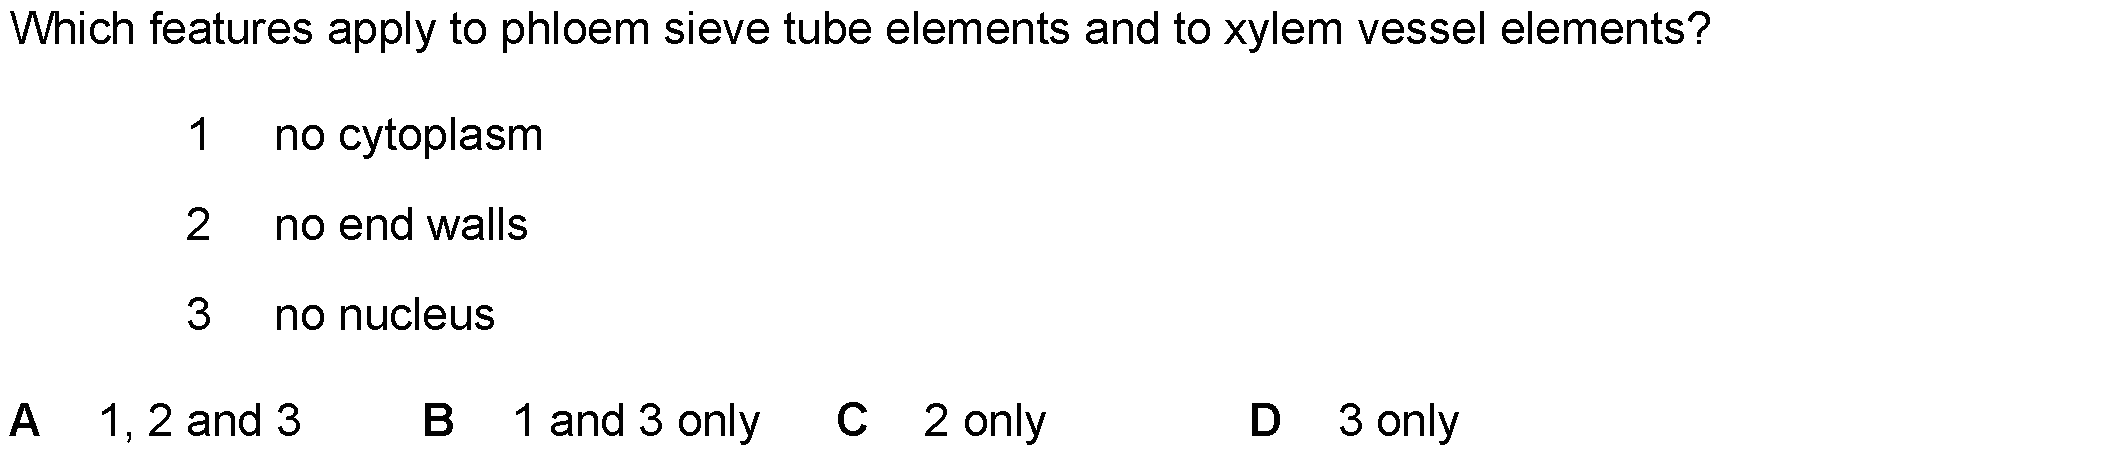 Which features apply to phloem sieve tube elements and to xylem vessel elements?
1 no cytoplasm
2 no end walls
3 no nucleus
A 1, 2 and 3 B 1 and 3 only C 2 only D 3 only